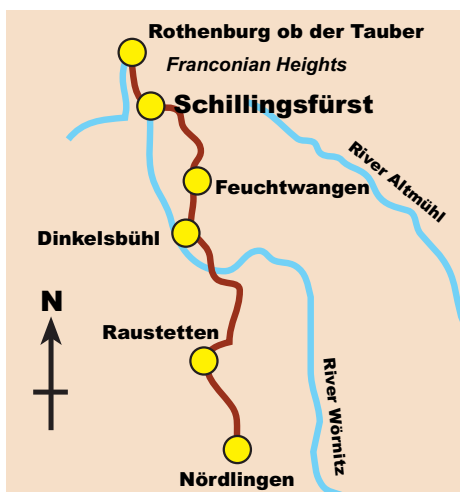 Rothenburg ob der Tauber
Franconian Heights
Schillingsfürst
River Altmühl
Feuchtwangen
Dinkelsbühl
N
Raustetten
River Wörnitz
Nördlingen